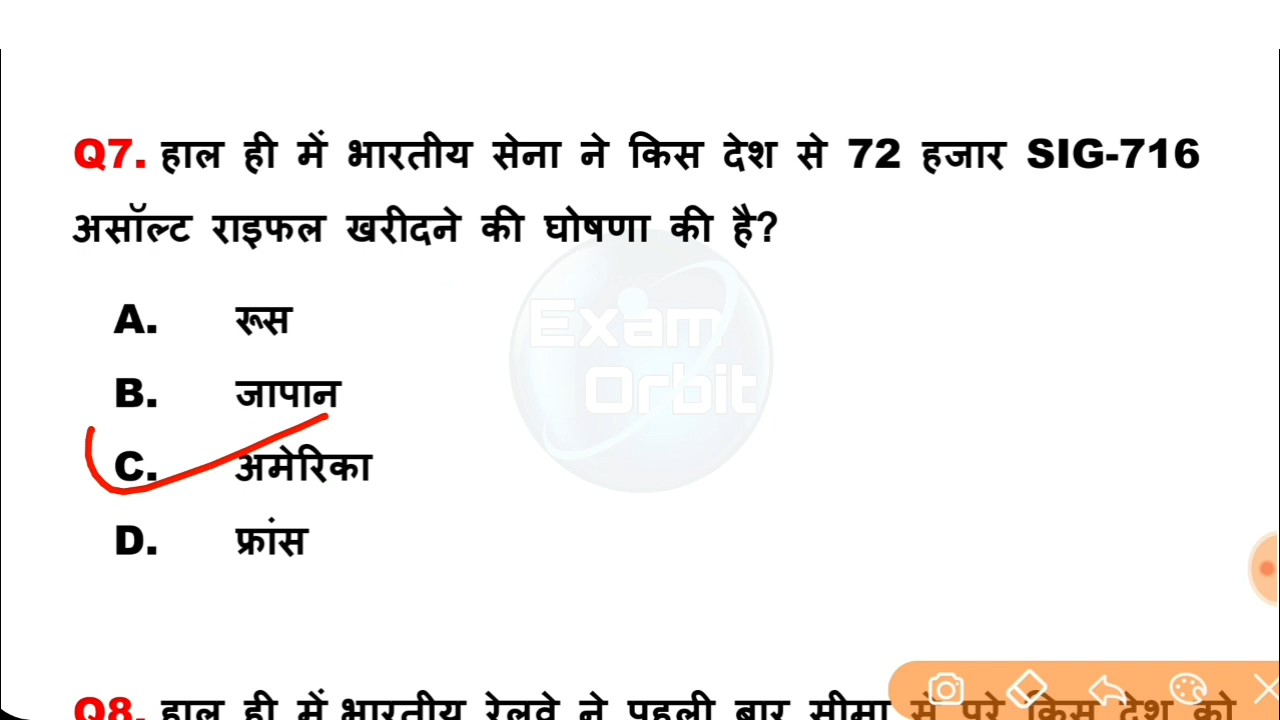 Q7. हाल ही में भारतीय सेना ने किस देश से 72 हजार SIG-716
असॉल्ट राइफल खरीदने की घोषणा की है?
Exam
Orbit
A. रूस
B. जापान
C. अमेरिका
D. फ्रांस
Q8. हाल ही में भारतीय रेलवे ने पहली बार सीमा से परे किस देश को